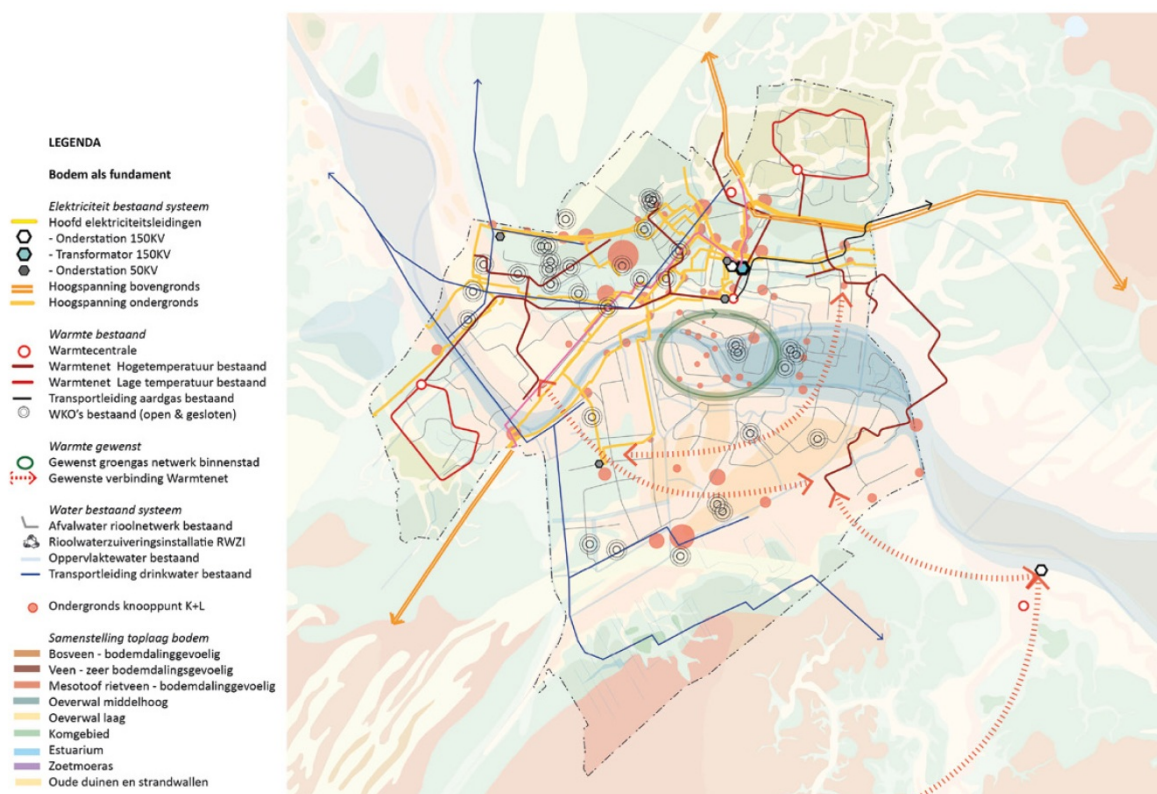 LEGENDA
Bodem als fundament
Elektriciteit bestaand systeem
Hoofd elektriciteitsleidingen
- Onderstation 150KV
- Transformator 150KV
- Onderstation 50KV
Hoogspanning bovengronds
Hoogspanning ondergronds
Warmte bestaand
Warmtecentrale
Warmtenet Hogetemperatuur bestaand
Warmtenet Lage temperatuur bestaand
Transportleiding aardgas bestaand
WKO's bestaand (open & gesloten)
Warmte gewenst
Gewenst groengas netwerk binnenstad
Gewenste verbinding Warmtenet
Water bestaand systeem
Afvalwater rioolnetwerk bestaand
Rioolwaterzuiveringsinstallatie RWZI
Oppervlaktewater bestaand
Transportleiding drinkwater bestaand
Ondergronds knooppunt K+L
Samenstelling toplaag bodem
Bosveen - bodemdalinggevoelig
Veen - zeer bodemdalingsgevoelig
Mesotoof rietveen - bodemdalinggevoelig
Oeverwal middelhoog
Oeverwal laag
Komgebied
Estuarium
Zoetmoeras
Oude duinen en strandwallen